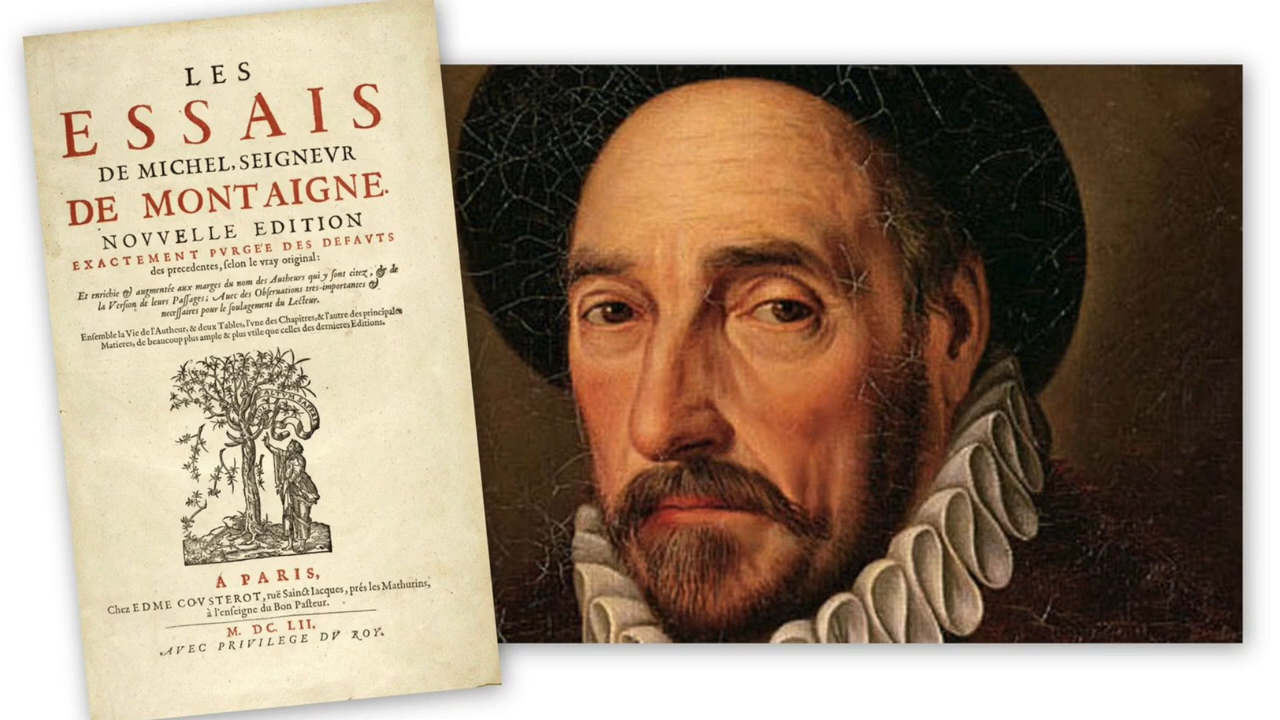 LES
ESSAIS
DE MICHEL, SEIGNEVR
DE MONTAIGNE.
NOVVELLE EDITION
EXACTEMENT PVRGÉE DES DEFAVTS
des precedentes, ſelon le vray original:
Et enrichie & augmentée aux marges du nom des Autheurs qui y ſont citez, & de
la Verſion de leurs Paſſages; Avec des Obſervations tres-importantes &
neceſſaires pour le ſoulagement du Lecteur.
Enſemble la Vie de l'Autheur, & deux Tables, l'vne des Chapitres, & l'autre des principales
Matieres, de beaucoup plus ample & plus vtile que celles des dernieres Editions.
A PARIS,
Chez EDME COVSTEROT, ruë Sainct Iacques, prés les Mathurins,
à l'enſeigne du Bon Paſteur.
M. DC. LII.
AVEC PRIVILEGE DV ROY.